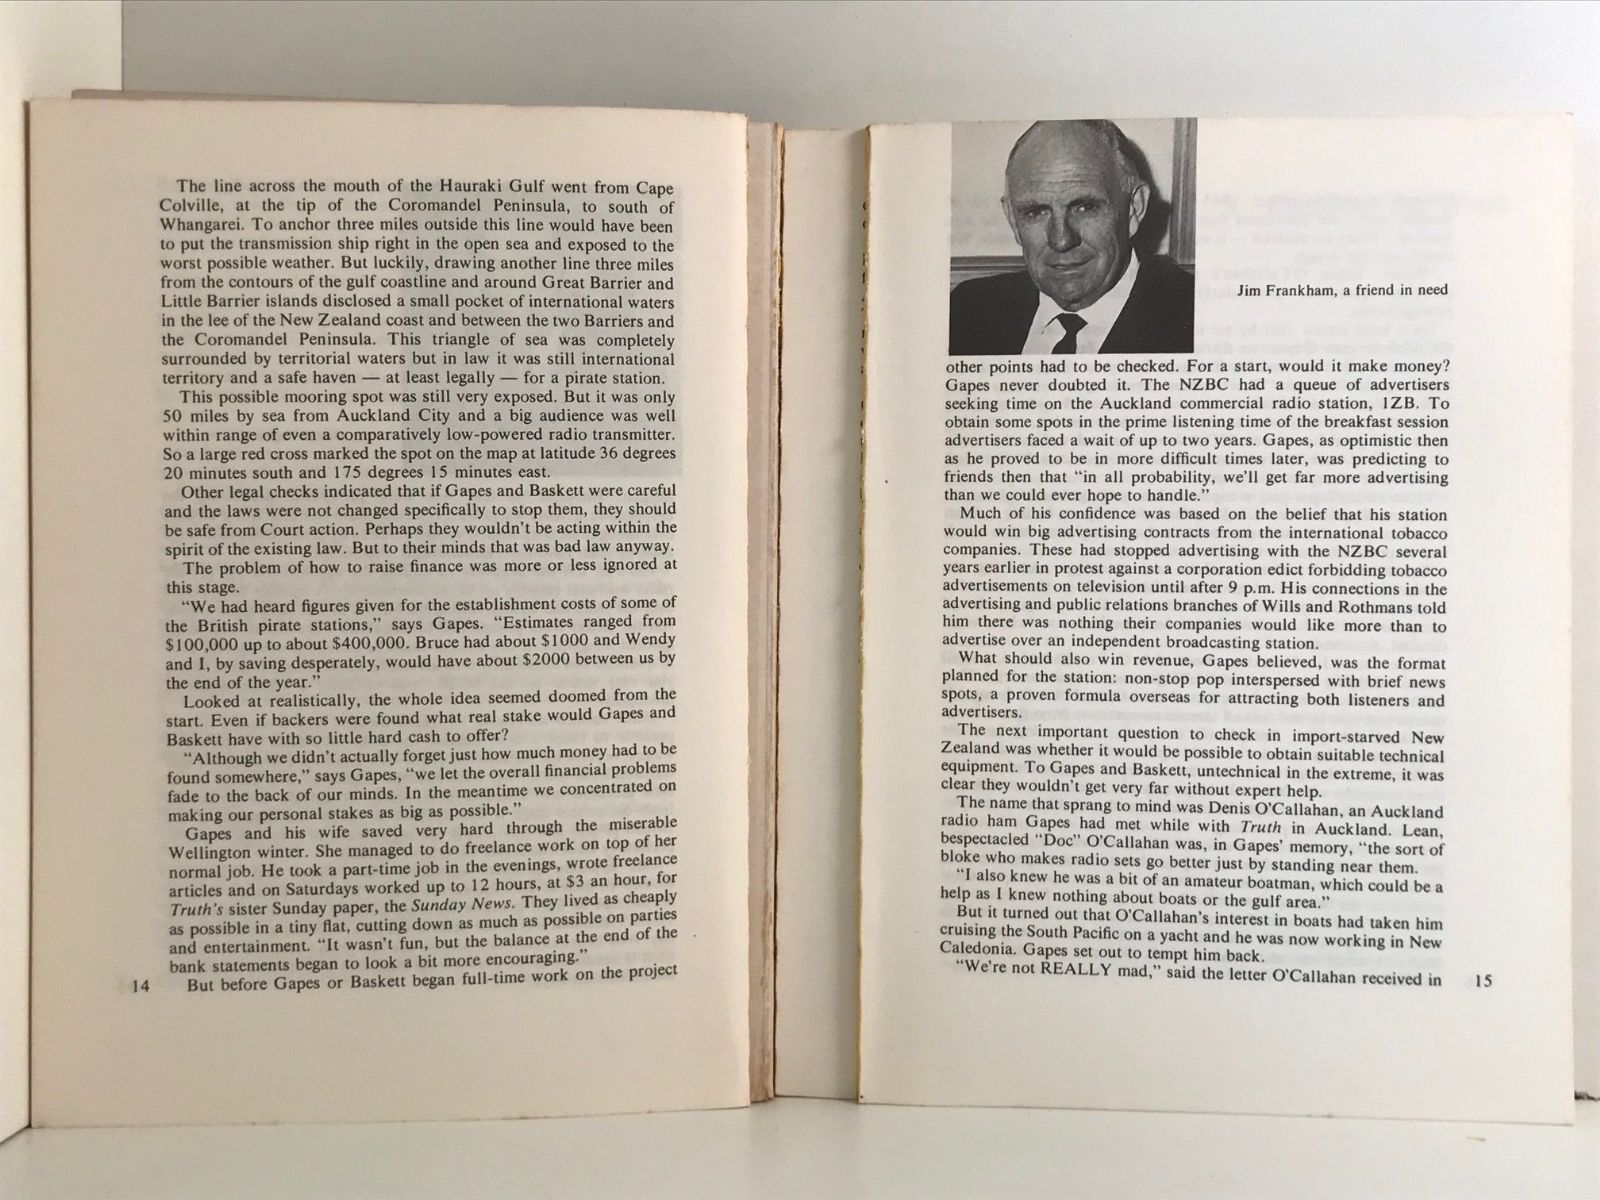 The line across the mouth of the Hauraki Gulf went from Cape
Colville, at the tip of the Coromandel Peninsula, to south of
Whangarei. To anchor three miles outside this line would have been
to put the transmission ship right in the open sea and exposed to the
worst possible weather. But luckily, drawing another line three miles
from the contours of the gulf coastline and around Great Barrier and
Little Barrier islands disclosed a small pocket of international waters
in the lee of the New Zealand coast and between the two Barriers and
the Coromandel Peninsula. This triangle of sea was completely
surrounded by territorial waters but in law it was still international
territory and a safe haven — at least legally — for a pirate station.
This possible mooring spot was still very exposed. But it was only
50 miles by sea from Auckland City and a big audience was well
within range of even a comparatively low-powered radio transmitter.
So a large red cross marked the spot on the map at latitude 36 degrees
20 minutes south and 175 degrees 15 minutes east.
Other legal checks indicated that if Gapes and Baskett were careful
and the laws were not changed specifically to stop them, they should
be safe from Court action. Perhaps they wouldn't be acting within the
spirit of the existing law. But to their minds that was bad law anyway.
The problem of how to raise finance was more or less ignored at
this stage.
“We had heard figures given for the establishment costs of some of
the British pirate stations,” says Gapes. “Estimates ranged from
$100,000 up to about $400,000. Bruce had about $1000 and Wendy
and I, by saving desperately, would have about $2000 between us by
the end of the year.”
Looked at realistically, the whole idea seemed doomed from the
start. Even if backers were found what real stake would Gapes and
Baskett have with so little hard cash to offer?
“Although we didn't actually forget just how much money had to be
found somewhere,” says Gapes, “we let the overall financial problems
fade to the back of our minds. In the meantime we concentrated on
making our personal stakes as big as possible.”
Gapes and his wife saved very hard through the miserable
Wellington winter. She managed to do freelance work on top of her
normal job. He took a part-time job in the evenings, wrote freelance
articles and on Saturdays worked up to 12 hours, at $3 an hour, for
Truth's sister Sunday paper, the Sunday News. They lived as cheaply
as possible in a tiny flat, cutting down as much as possible on parties
and entertainment. “It wasn't fun, but the balance at the end of the
bank statements began to look a bit more encouraging.”
But before Gapes or Baskett began full-time work on the project
14
Jim Frankham, a friend in need
other points had to be checked. For a start, would it make money?
Gapes never doubted it. The NZBC had a queue of advertisers
seeking time on the Auckland commercial radio station, 1ZB. To
obtain some spots in the prime listening time of the breakfast session
advertisers faced a wait of up to two years. Gapes, as optimistic then
as he proved to be in more difficult times later, was predicting to
friends then that “in all probability, we'll get far more advertising
than we could ever hope to handle.”
Much of his confidence was based on the belief that his station
would win big advertising contracts from the international tobacco
companies. These had stopped advertising with the NZBC several
years earlier in protest against a corporation edict forbidding tobacco
advertisements on television until after 9 p.m. His connections in the
advertising and public relations branches of Wills and Rothmans told
him there was nothing their companies would like more than to
advertise over an independent broadcasting station.
What should also win revenue, Gapes believed, was the format
planned for the station: non-stop pop interspersed with brief news
spots, a proven formula overseas for attracting both listeners and
advertisers.
The next important question to check in import-starved New
Zealand was whether it would be possible to obtain suitable technical
equipment. To Gapes and Baskett, untechnical in the extreme, it was
clear they wouldn't get very far without expert help.
The name that sprang to mind was Denis O'Callahan, an Auckland
radio ham Gapes had met while with Truth in Auckland. Lean,
bespectacled “Doc” O'Callahan was, in Gapes' memory, “the sort of
bloke who makes radio sets go better just by standing near them.
“I also knew he was a bit of an amateur boatman, which could be a
help as I knew nothing about boats or the gulf area.”
But it turned out that O'Callahan's interest in boats had taken him
cruising the South Pacific on a yacht and he was now working in New
Caledonia. Gapes set out to tempt him back.
“We're not REALLY mad,” said the letter O'Callahan received in
15